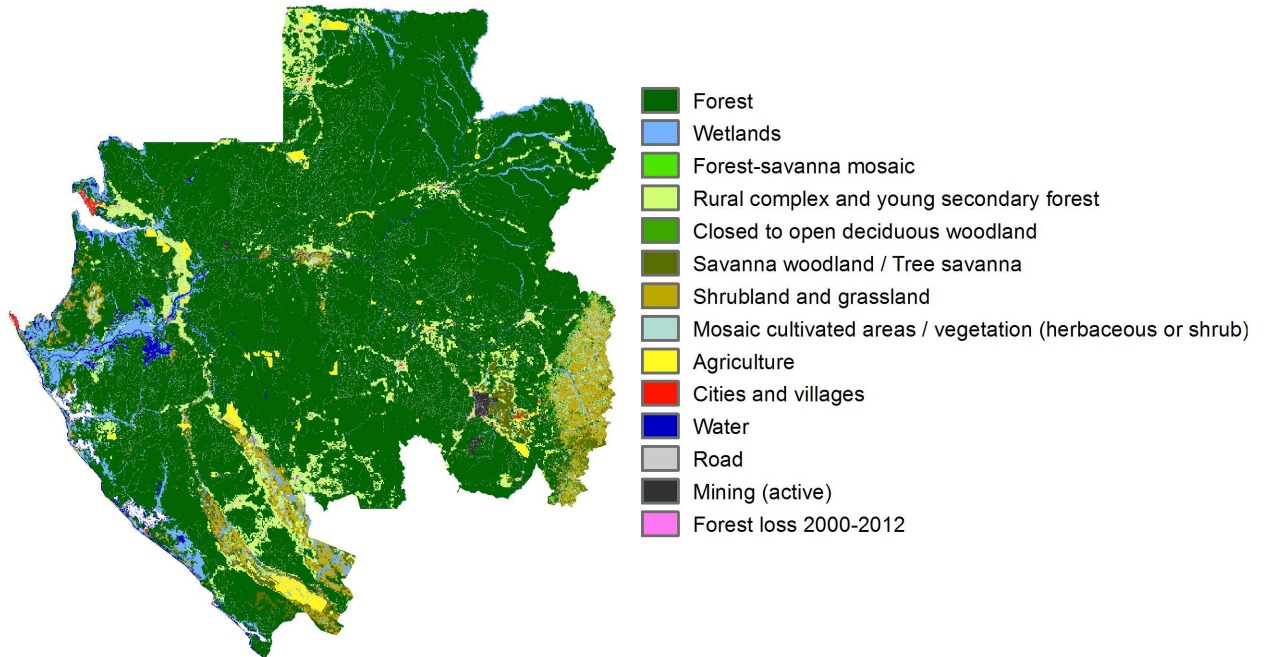 Forest
Wetlands
Forest-savanna mosaic
Rural complex and young secondary forest
Closed to open deciduous woodland
Savanna woodland / Tree savanna
Shrubland and grassland
Mosaic cultivated areas / vegetation (herbaceous or shrub)
Agriculture
Cities and villages
Water
Road
Mining (active)
Forest loss 2000-2012